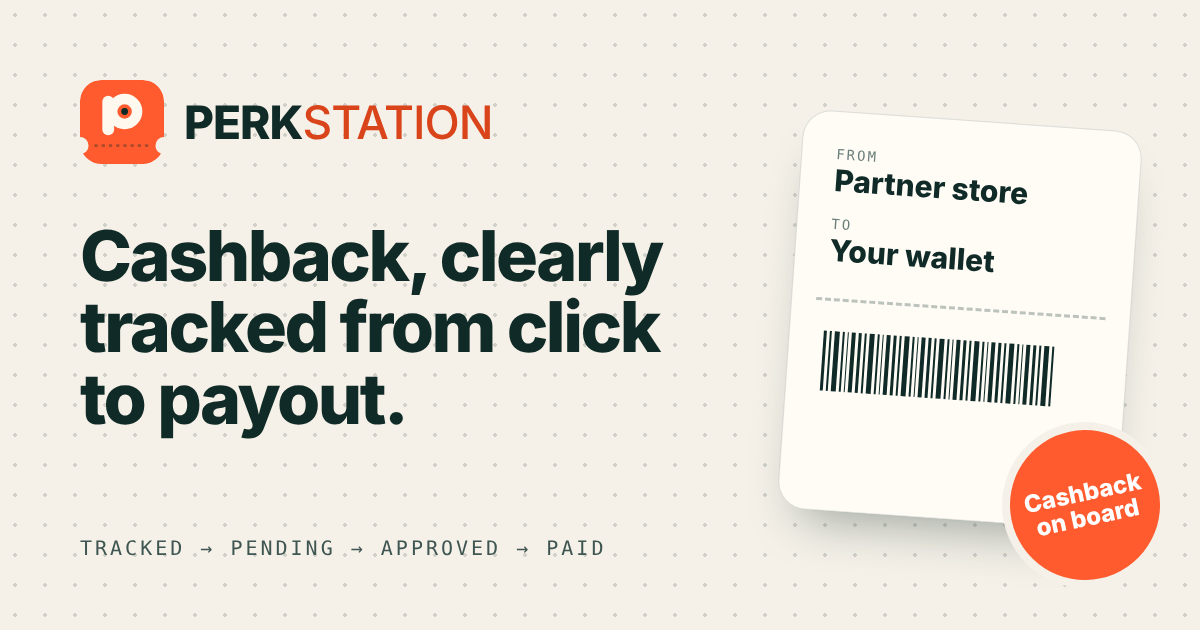 PERKSTATION
Cashback, clearly
tracked from click
to payout.
TRACKED → PENDING → APPROVED → PAID
FROM
Partner store
TO
Your wallet
Cashback
on board